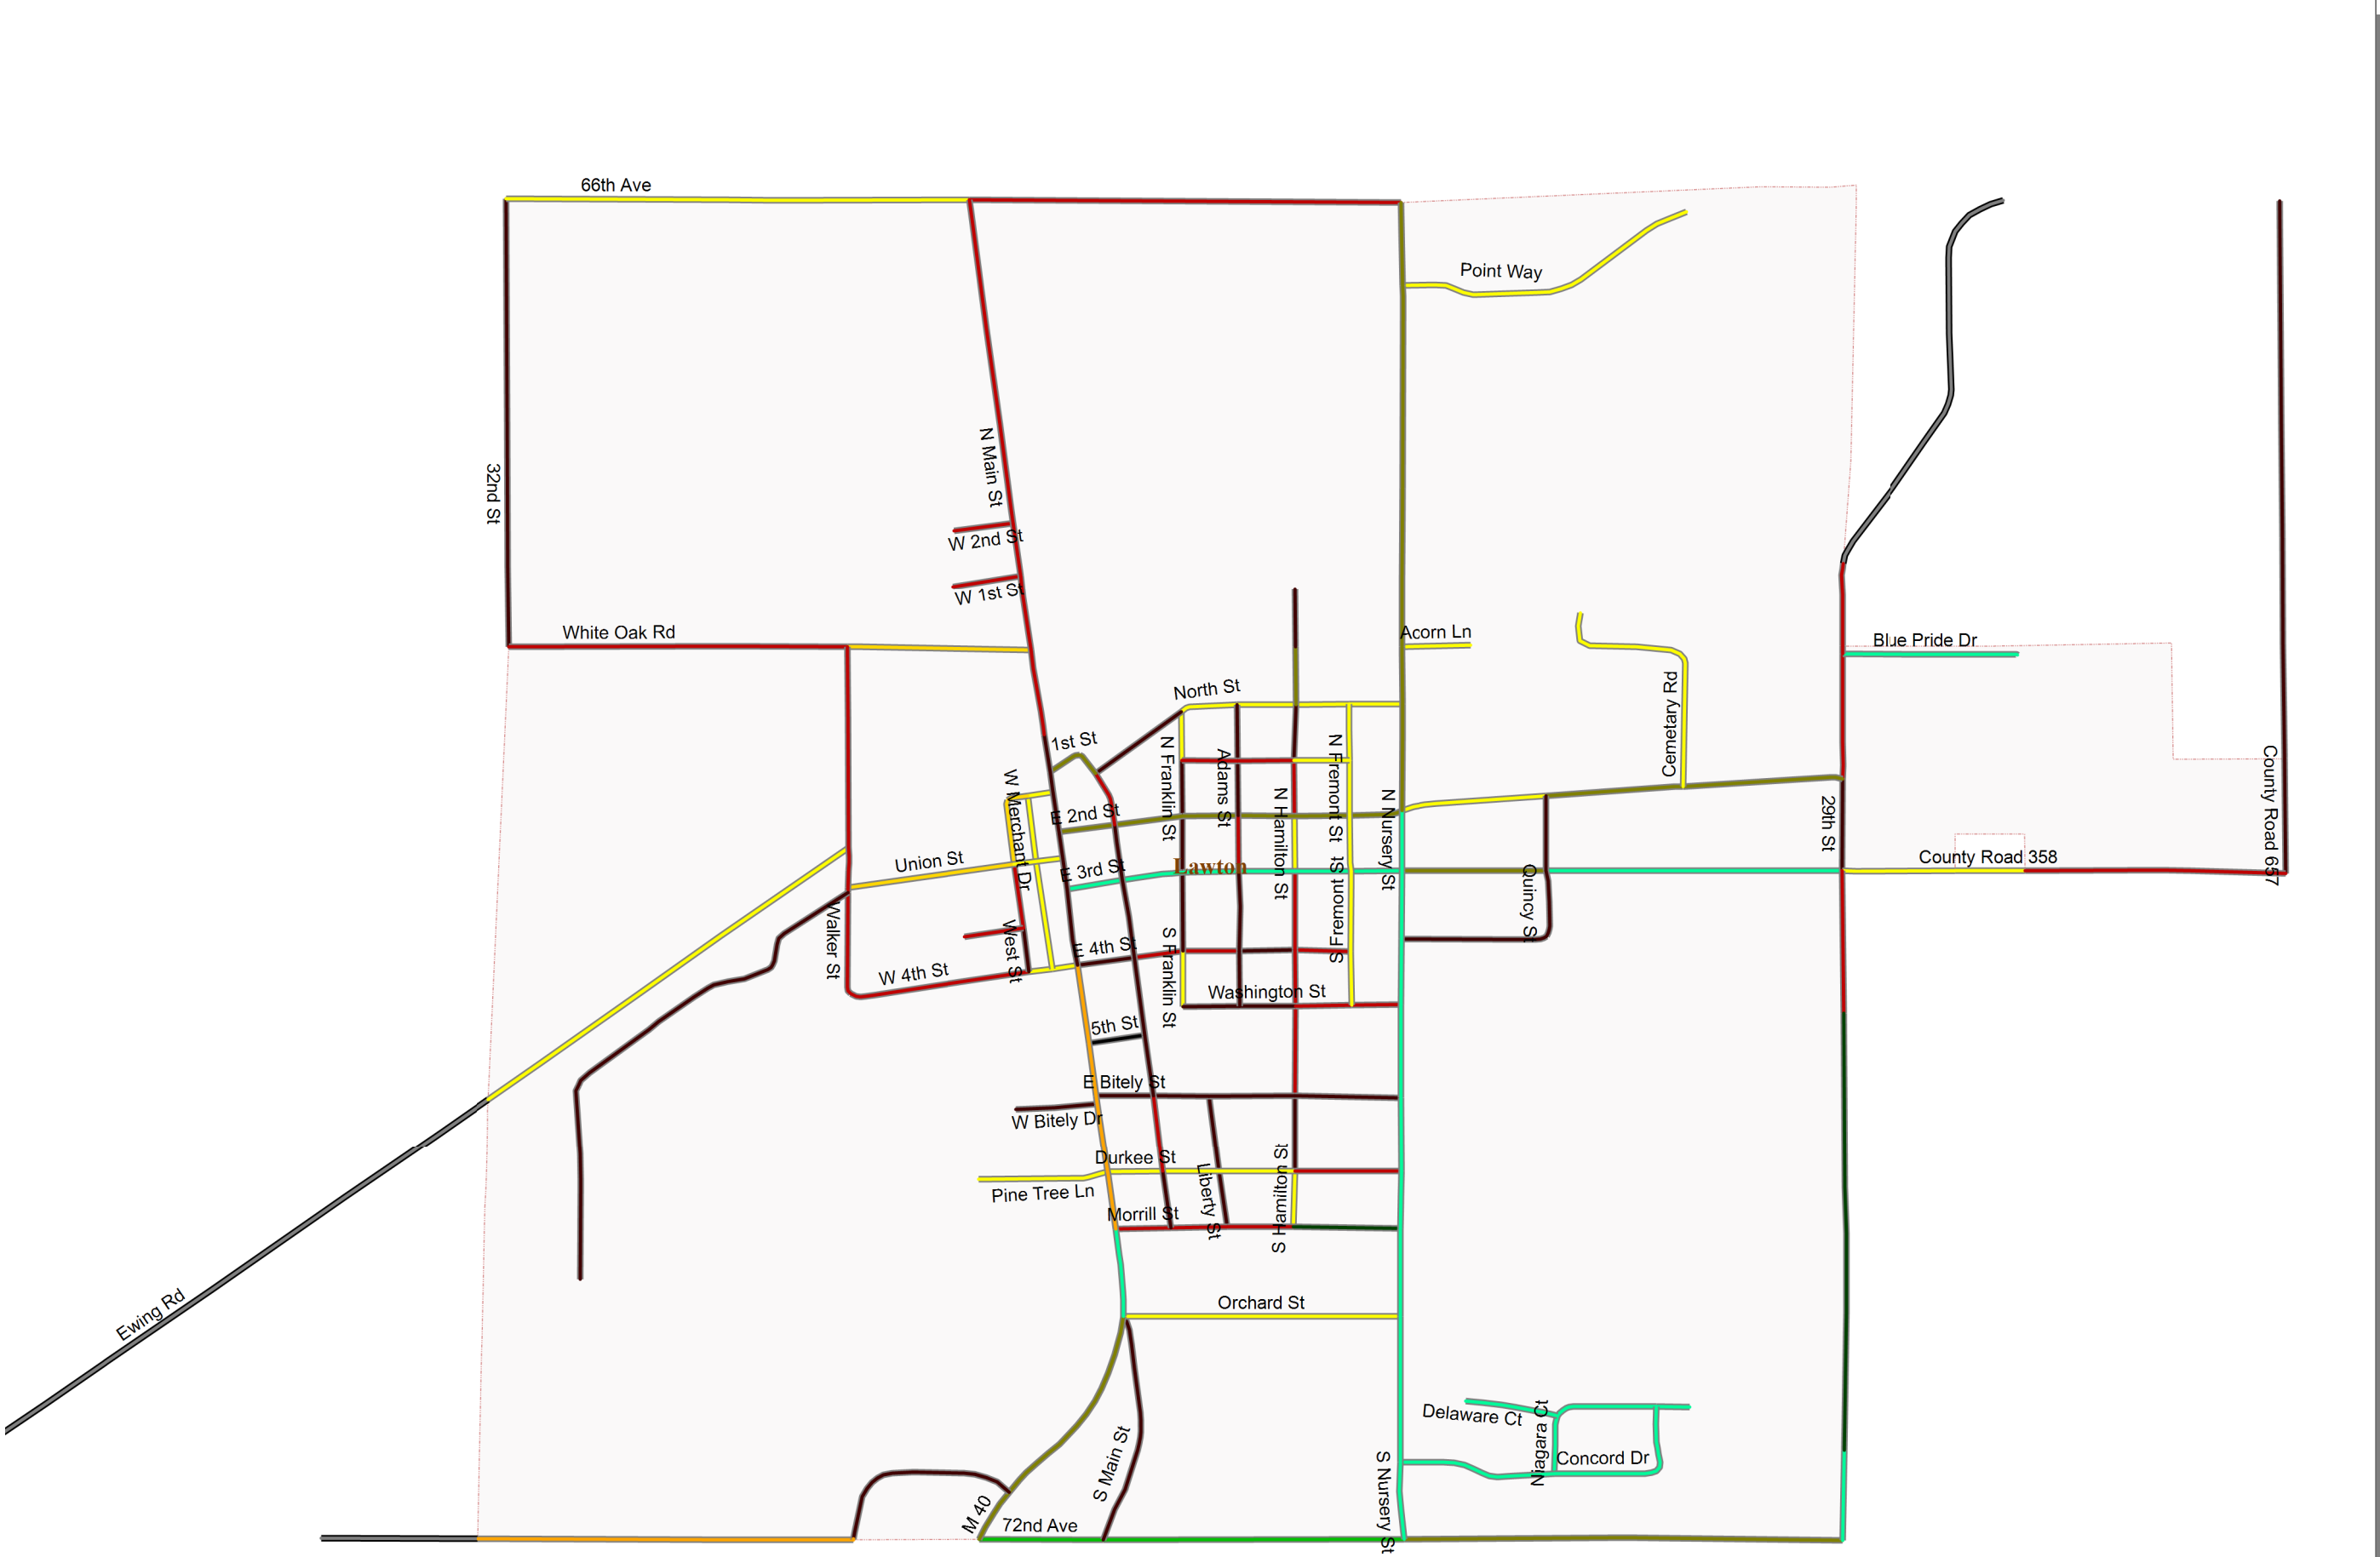 66th Ave
Point Way
N Main St
32nd St
W 2nd St
W 1st St
White Oak Rd
Acorn Ln
Blue Pride Dr
North St
Cemetary Rd
1st St
N Franklin St
Adams St
N Fremont St
N Hamilton St
N Nursery St
W Merchant Dr
E 2nd St
29th St
County Road 657
Union St
E 3rd St
Lawton
County Road 358
Quincy St
Walker St
West St
E 4th St
S Franklin St
S Fremont St
W 4th St
Washington St
5th St
E Bitely St
W Bitely Dr
Durkee St
Pine Tree Ln
Liberty St
S Hamilton St
Morrill St
Orchard St
Ewing Rd
Delaware Ct
Niagara Ct
Concord Dr
S Main St
S Nursery St
M 40
72nd Ave